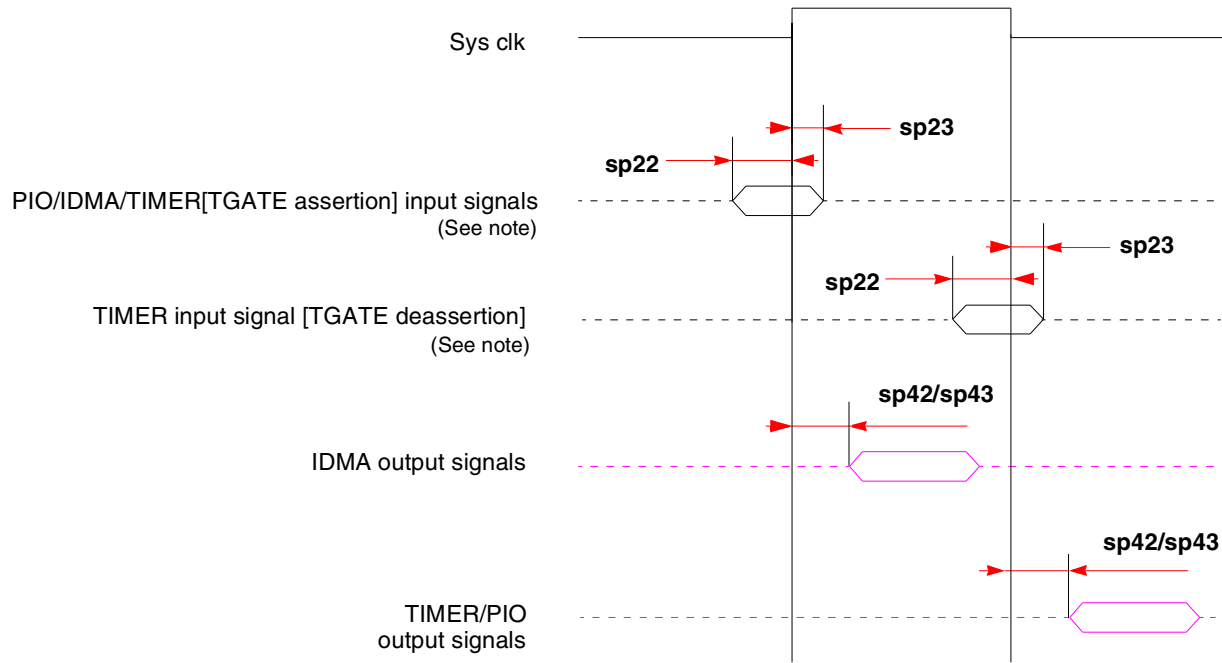 Sys clk
sp23
sp22
PIO/IDMA/TIMER[TGATE assertion] input signals
(See note)
sp23
sp22
TIMER input signal [TGATE deassertion]
(See note)
sp42/sp43
IDMA output signals
sp42/sp43
TIMER/PIO
output signals